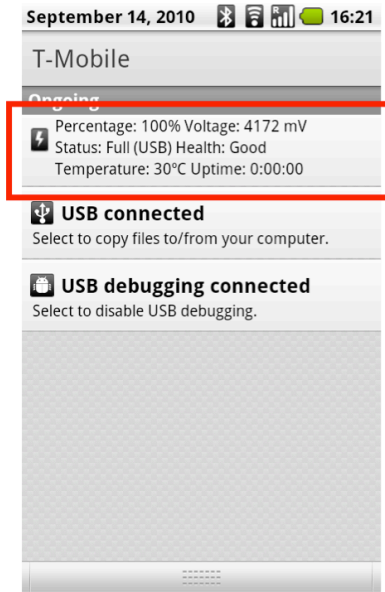 September 14, 2010 R 16:21
T-Mobile
Ongoing
Percentage: 100% Voltage: 4172 mV
Status: Full (USB) Health: Good
Temperature: 30°C Uptime: 0:00:00
USB connected
Select to copy files to/from your computer.
USB debugging connected
Select to disable USB debugging.